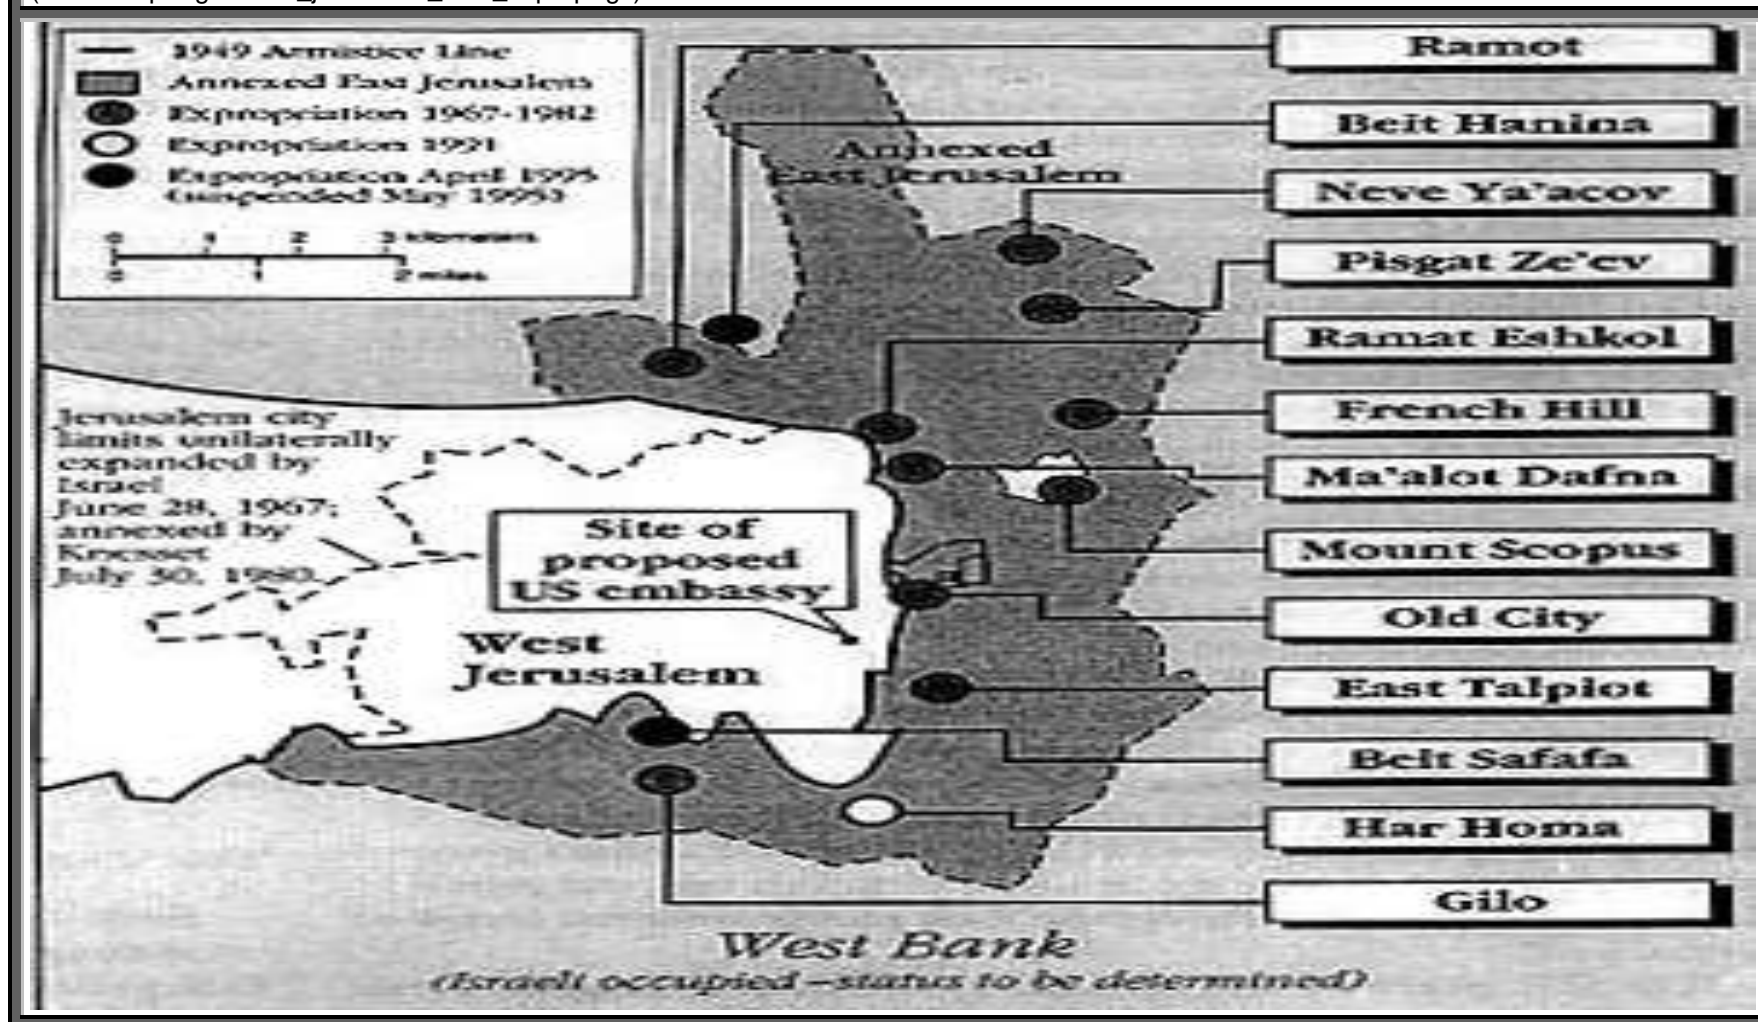 1949 Armistice Line
Annexed East Jerusalem
Expropriation 1967-1982
Expropriation 1991
Expropriation April 1995
(suspended May 1995)
0 1 2 3 kilometers
0 1 2 miles
Annexed
East Jerusalem
Ramot
Beit Hanina
Neve Ya'acov
Pisgat Ze'ev
Ramat Eshkol
French Hill
Ma'alot Dafna
Mount Scopus
Old City
East Talpiot
Beit Safafa
Har Homa
Gilo
Jerusalem city
limits unilaterally
expanded by
Israel
June 28, 1967;
annexed by
Knesset
July 30, 1980.
Site of
proposed
US embassy
West
Jerusalem
West Bank
(Israeli occupied – status to be determined)